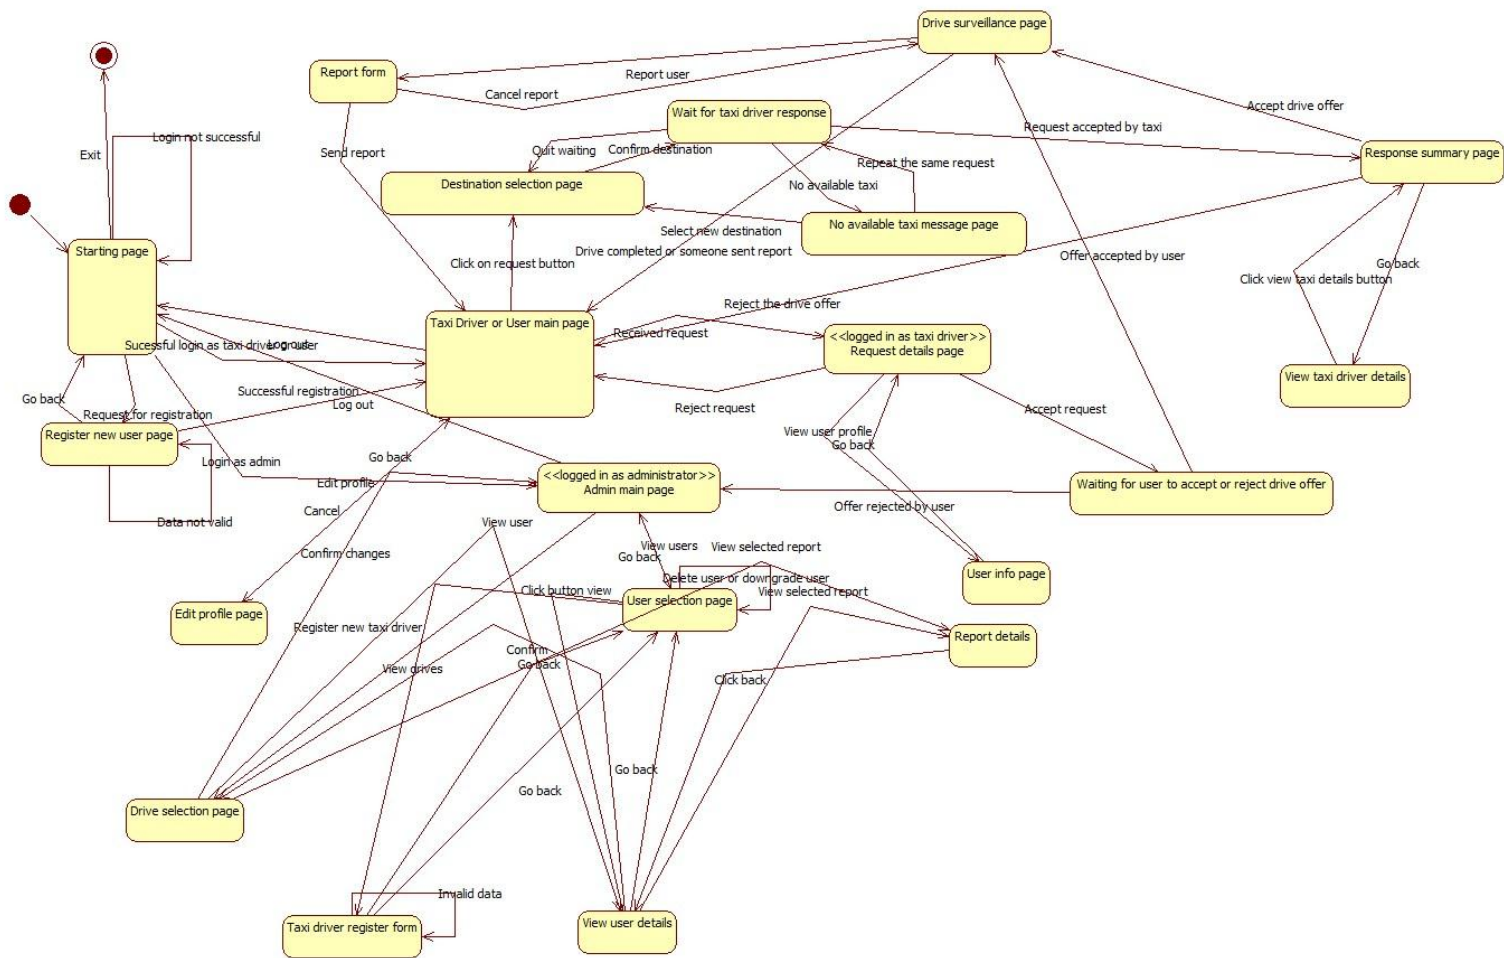 Drive surveillance page
Report form
Report user
Cancel report
Wait for taxi driver response
Accept drive offer
Request accepted by taxi
Login not successful
Exit
Send report
Quit waiting
Confirm destination
Repeat the same request
Response summary page
Destination selection page
No available taxi
No available taxi message page
Select new destination
Starting page
Click on request button
Drive completed or someone sent report
Offer accepted by user
Go back
Click view taxi details button
Taxi Driver or User main page
Reject the drive offer
Received request
<<logged in as taxi driver>>
Request details page
Sucessful login as taxi driver or user
Log out
View taxi driver details
Go back
Successful registration
Log out
Request for registration
Reject request
Accept request
Register new user page
View user profile
Go back
Login as admin
Go back
<<logged in as administrator>>
Admin main page
Edit profile
Waiting for user to accept or reject drive offer
Data not valid
Cancel
View user
Offer rejected by user
Confirm changes
View users
Go back
View selected report
User info page
Delete user or downgrade user
View selected report
Click button view
User selection page
Edit profile page
Register new taxi driver
Report details
Confirm
Go back
View drives
Click back
Go back
Go back
Drive selection page
Invalid data
Taxi driver register form
View user details